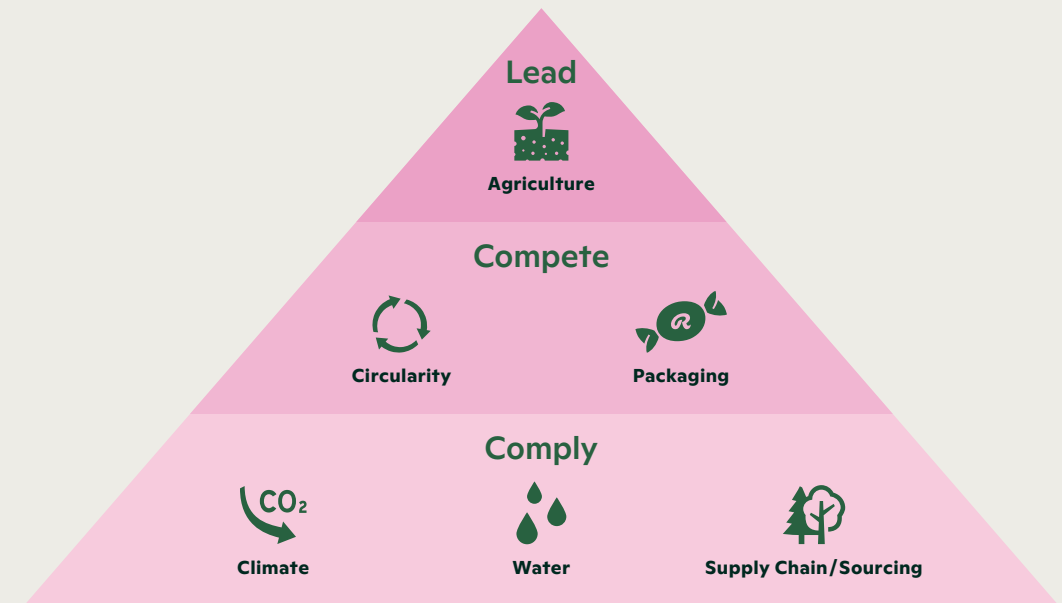 Lead
Agriculture
Compete
R
Circularity
Packaging
Comply
CO₂
Climate
Water
Supply Chain/Sourcing